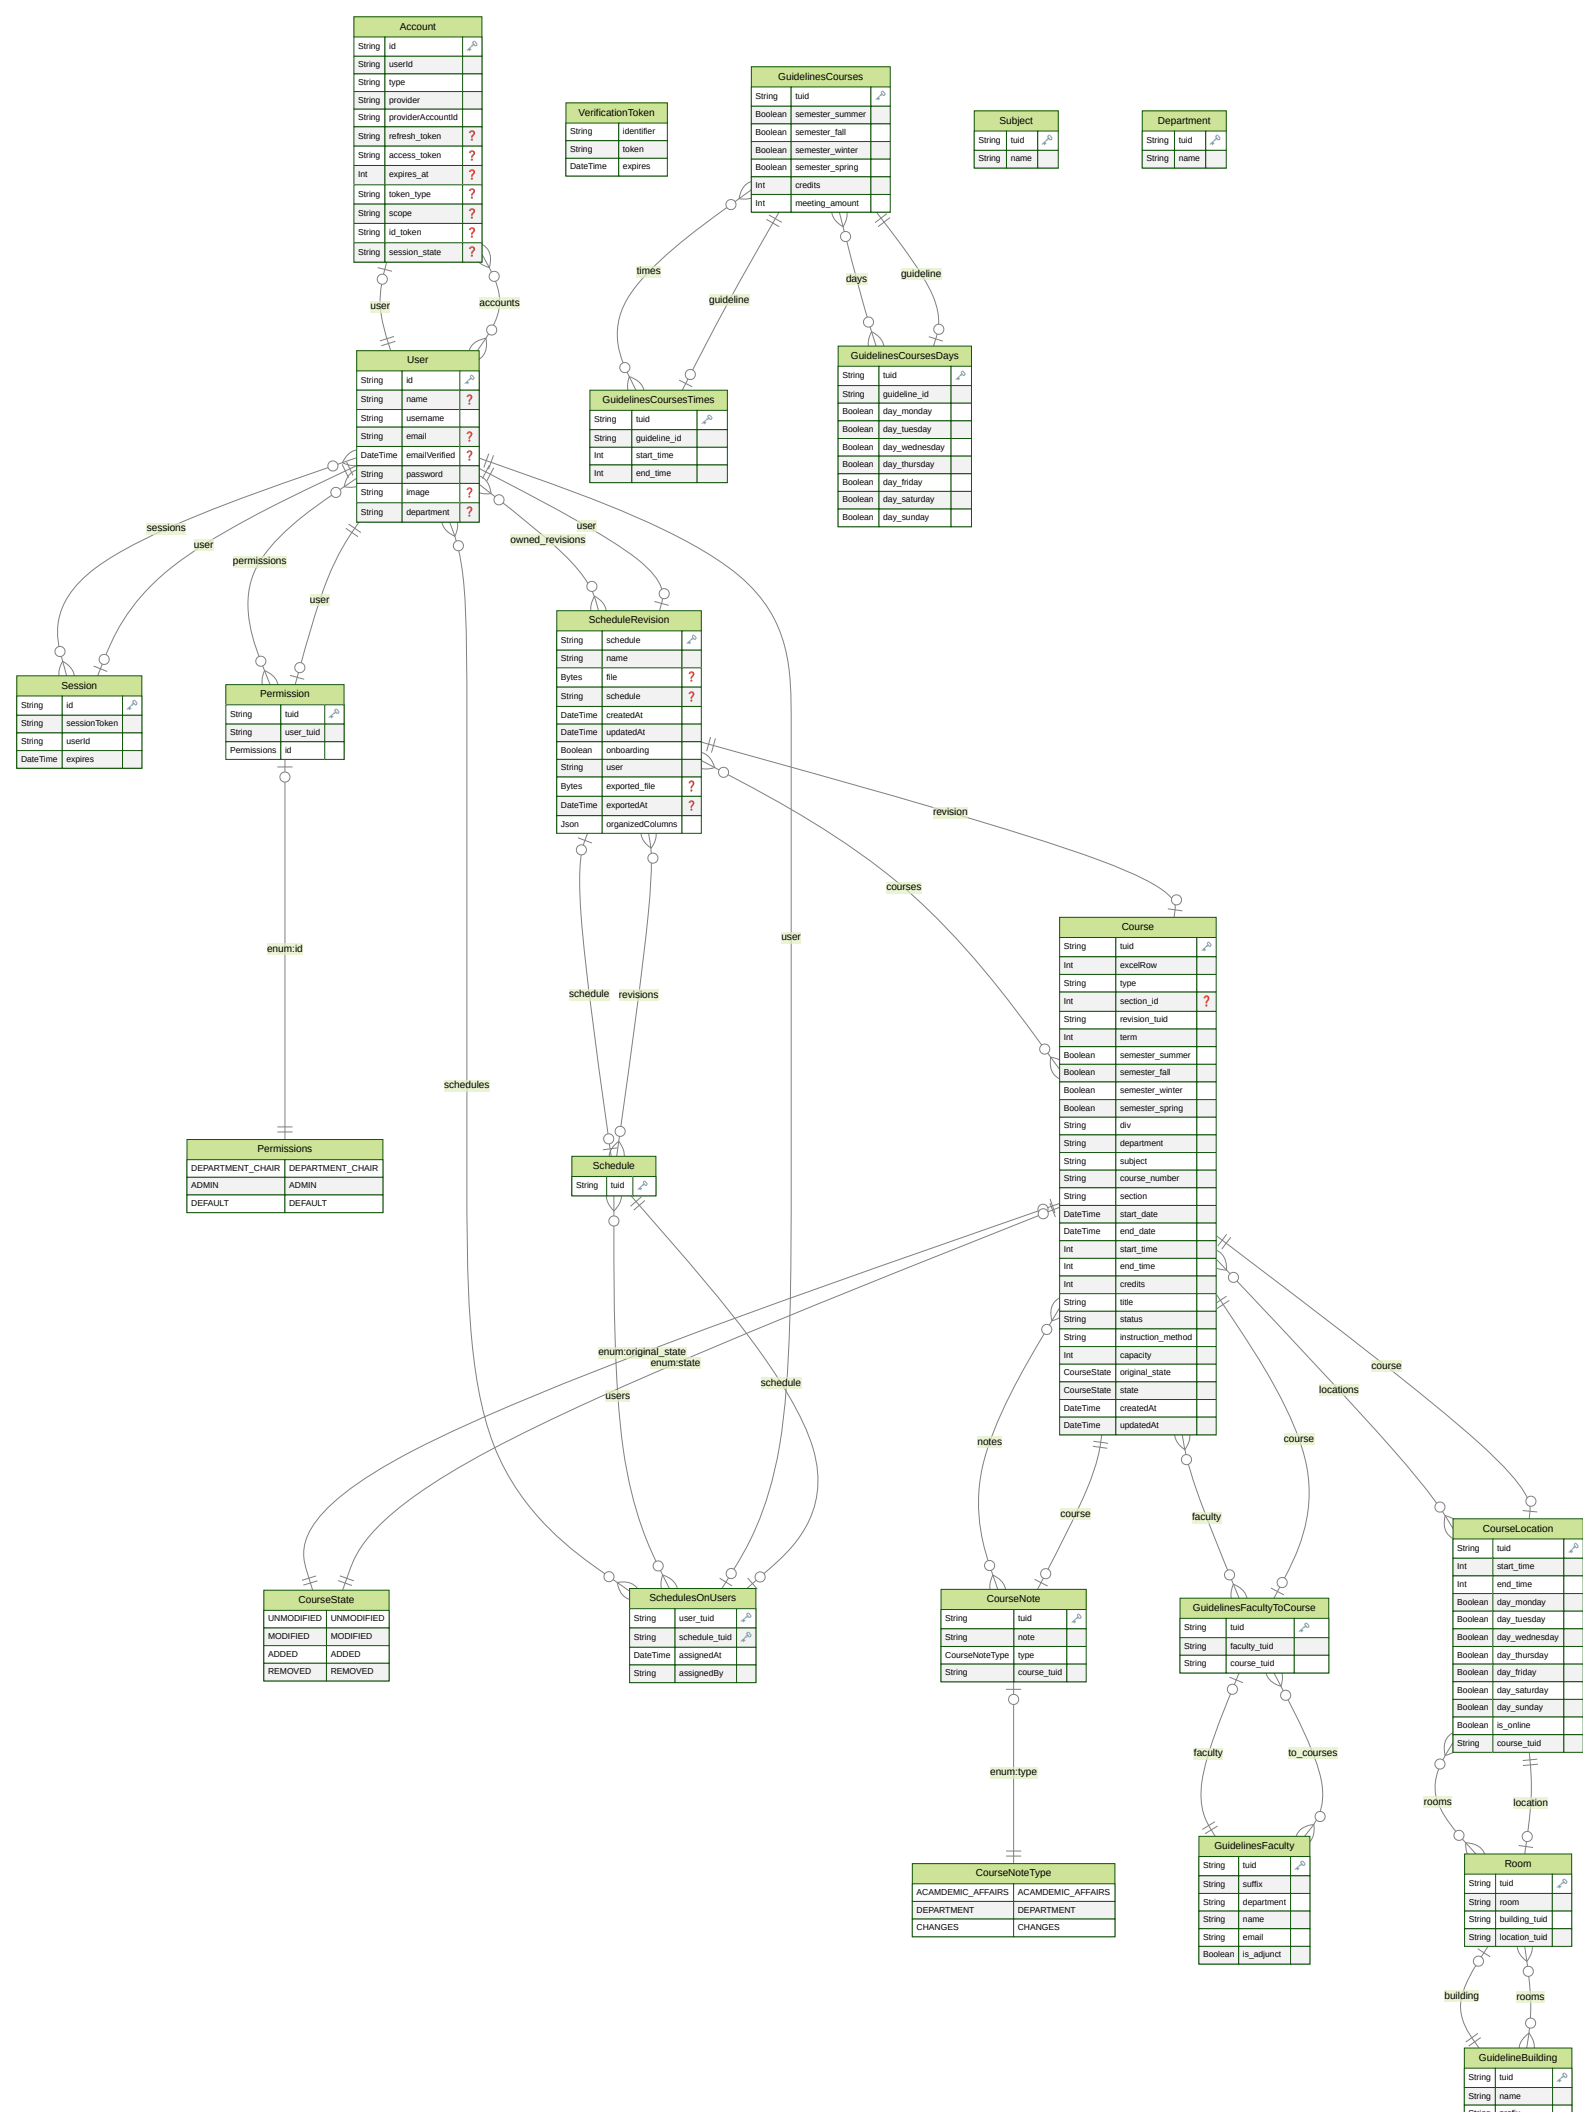 Account
String id
String userId
String type
String provider
String providerAccountId
String refresh_token ?
String access_token ?
Int expires_at ?
String token_type ?
String scope ?
String id_token ?
String session_state ?
VerificationToken
String identifier
String token
DateTime expires
GuidelinesCourses
String tuid
Boolean semester_summer
Boolean semester_fall
Boolean semester_winter
Boolean semester_spring
Int credits
Int meeting_amount
Subject
String tuid
String name
Department
String tuid
String name
user
accounts
times
guideline
days
guideline
User
String id
String name ?
String username
String email ?
DateTime emailVerified ?
String password
String image ?
String department ?
GuidelinesCoursesTimes
String tuid
String guideline_id
Int start_time
Int end_time
GuidelinesCoursesDays
String tuid
String guideline_id
Boolean day_monday
Boolean day_tuesday
Boolean day_wednesday
Boolean day_thursday
Boolean day_friday
Boolean day_saturday
Boolean day_sunday
sessions
user
permissions
user
owned_revisions
user
Session
String id
String sessionToken
String userId
DateTime expires
Permission
String tuid
String user_tuid
Permissions id
ScheduleRevision
String schedule
String name
Bytes file ?
String schedule ?
DateTime createdAt
DateTime updatedAt
Boolean onboarding
String user
Bytes exported_file ?
DateTime exportedAt ?
Json organizedColumns
revision
courses
user
enum:id
schedule
revisions
schedules
Course
String tuid
Int excelRow
String type
Int section_id ?
String revision_tuid
Int term
Boolean semester_summer
Boolean semester_fall
Boolean semester_winter
Boolean semester_spring
String div
String department
String subject
String course_number
String section
DateTime start_date
DateTime end_date
Int start_time
Int end_time
Int credits
String title
String status
String instruction_method
Int capacity
CourseState original_state
CourseState state
DateTime createdAt
DateTime updatedAt
Permissions
DEPARTMENT_CHAIR DEPARTMENT_CHAIR
ADMIN ADMIN
DEFAULT DEFAULT
Schedule
String tuid
enum:original_state
enum:state
users
schedule
notes
course
faculty
course
locations
course
CourseState
UNMODIFIED UNMODIFIED
MODIFIED MODIFIED
ADDED ADDED
REMOVED REMOVED
SchedulesOnUsers
String user_tuid
String schedule_tuid
DateTime assignedAt
String assignedBy
CourseNote
String tuid
String note
CourseNoteType type
String course_tuid
GuidelinesFacultyToCourse
String tuid
String faculty_tuid
String course_tuid
CourseLocation
String tuid
Int start_time
Int end_time
Boolean day_monday
Boolean day_tuesday
Boolean day_wednesday
Boolean day_thursday
Boolean day_friday
Boolean day_saturday
Boolean day_sunday
Boolean is_online
String course_tuid
enum:type
faculty
to_courses
rooms
location
CourseNoteType
ACAMDEMIC_AFFAIRS ACAMDEMIC_AFFAIRS
DEPARTMENT DEPARTMENT
CHANGES CHANGES
GuidelinesFaculty
String tuid
String suffix
String department
String name
String email
Boolean is_adjunct
Room
String tuid
String room
String building_tuid
String location_tuid
building
rooms
GuidelineBuilding
String tuid
String name